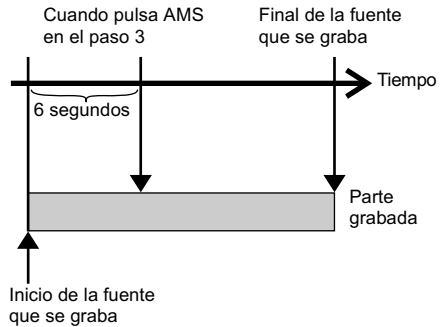 Cuando pulsa AMS
en el paso 3
Final de la fuente
que se graba
Tiempo
6 segundos
Parte
grabada
Inicio de la fuente
que se graba